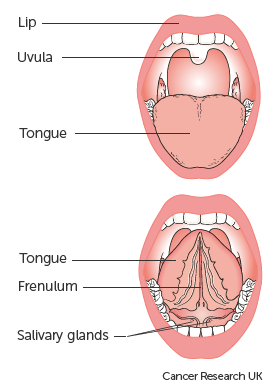 Lip
Uvula
Tongue
Tongue
Frenulum
Salivary glands
Cancer Research UK